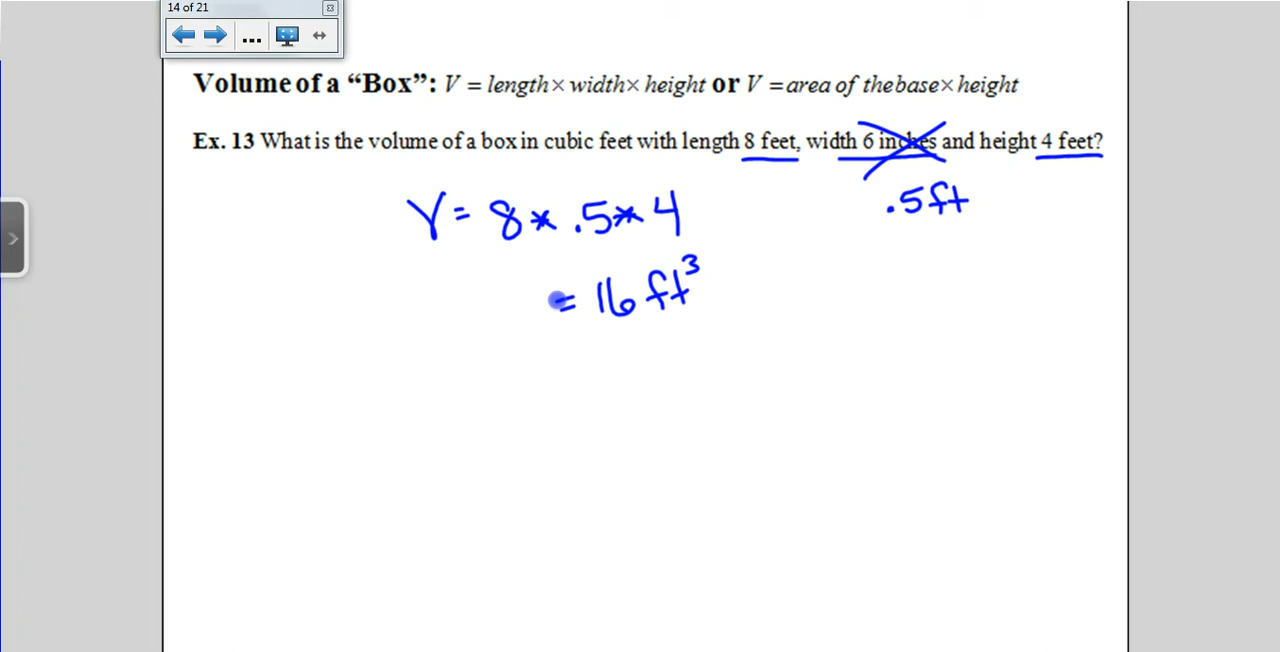 14 of 21
Volume of a “Box”: V = length × width × height or V = area of the base × height
Ex. 13 What is the volume of a box in cubic feet with length 8 feet, width 6 inches and height 4 feet?
.5ft
V = 8 * .5 * 4
= 16 ft³